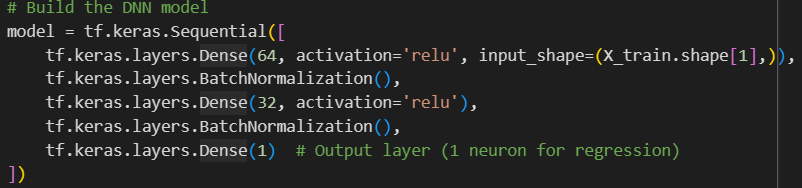 # Build the DNN model
model = tf.keras.Sequential([
    tf.keras.layers.Dense(64, activation='relu', input_shape=(X_train.shape[1],)),
    tf.keras.layers.BatchNormalization(),
    tf.keras.layers.Dense(32, activation='relu'),
    tf.keras.layers.BatchNormalization(),
    tf.keras.layers.Dense(1)  # Output layer (1 neuron for regression)
])